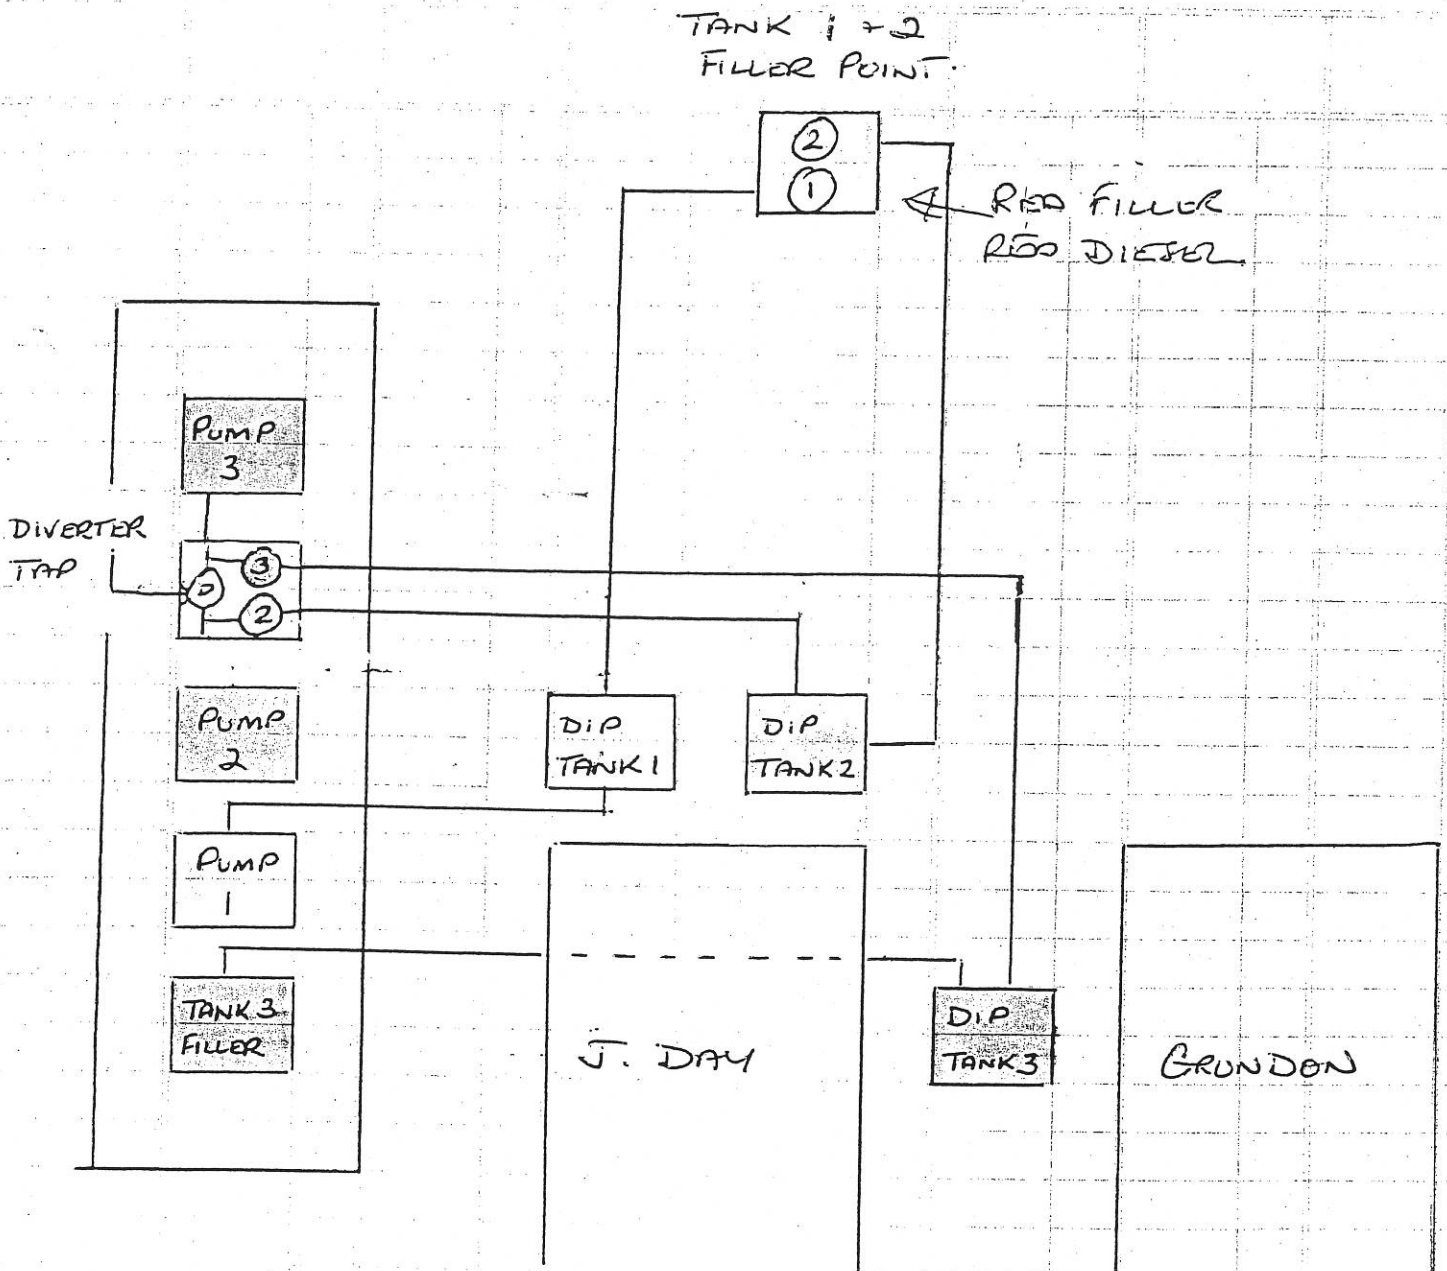 TANK 1 + 2
FILLER POINT.
2
1
RED FILLER
RED DIESEL
PUMP
3
DIVERTER
TAP
3
2
PUMP
2
DIP
TANK 1
DIP
TANK 2
PUMP
1
TANK 3
FILLER
J. DAY
DIP
TANK 3
GRUNDON